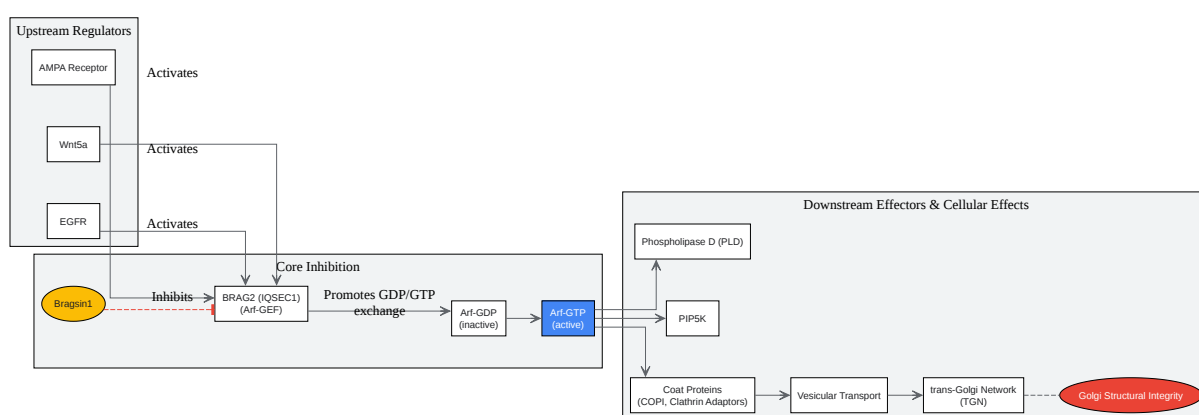 Upstream Regulators
AMPA Receptor
Activates
Wnt5a
Activates
EGFR
Activates
Core Inhibition
Bragsin1
Inhibits
BRAG2 (IQSEC1)
(Arf-GEF)
Promotes GDP/GTP
exchange
Arf-GDP
(inactive)
Arf-GTP
(active)
Downstream Effectors & Cellular Effects
Phospholipase D (PLD)
PIP5K
Coat Proteins
(COPI, Clathrin Adaptors)
Vesicular Transport
trans-Golgi Network
(TGN)
Golgi Structural Integrity